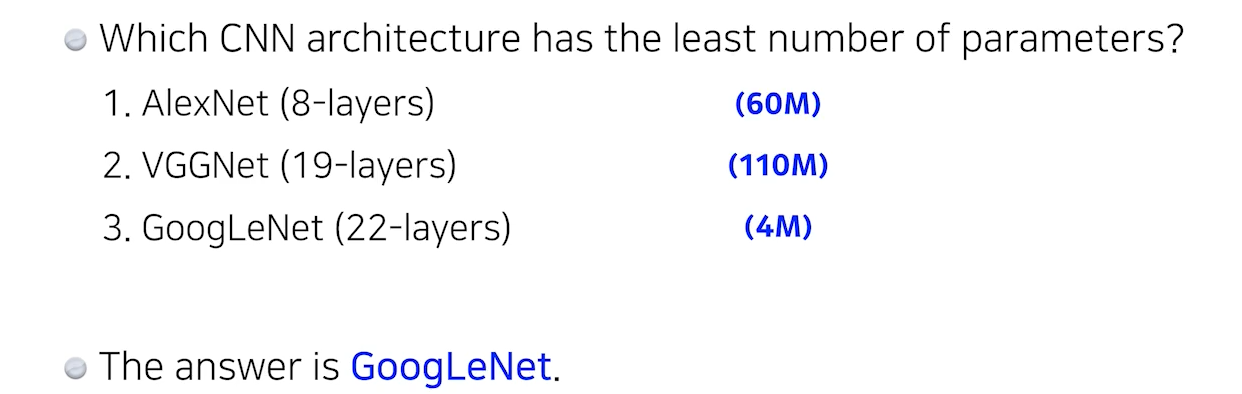 Which CNN architecture has the least number of parameters?
1. AlexNet (8-layers) (60M)
2. VGGNet (19-layers) (110M)
3. GoogLeNet (22-layers) (4M)
The answer is GoogLeNet.